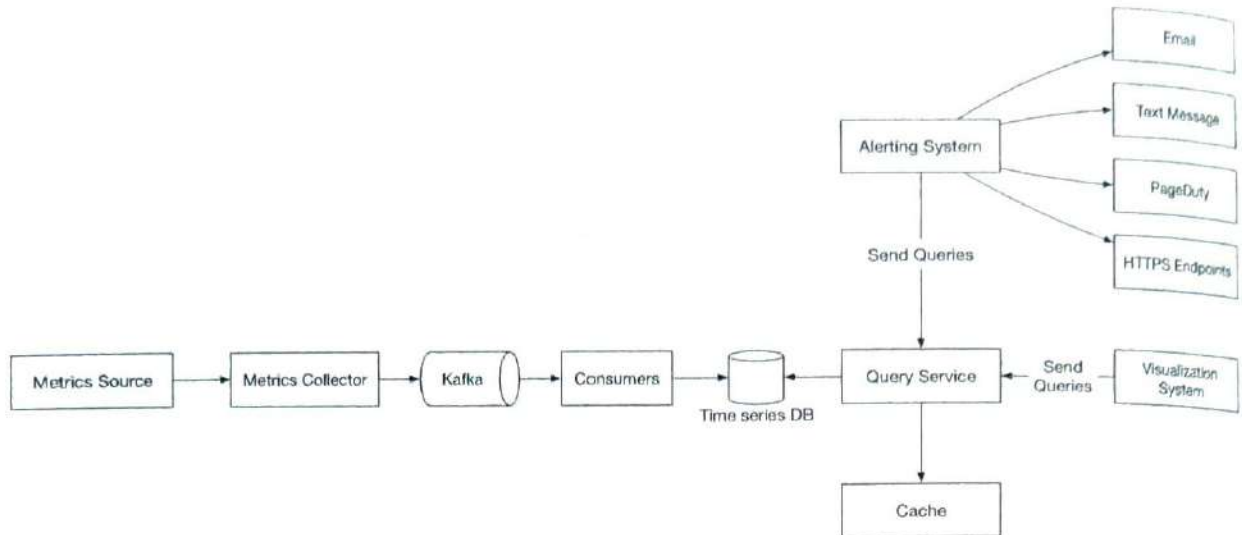 Email
Text Message
Alerting System
PageDuty
Send Queries
HTTPS Endpoints
Metrics Source
Metrics Collector
Kafka
Consumers
Time series DB
Query Service
Send
Queries
Visualization
System
Cache